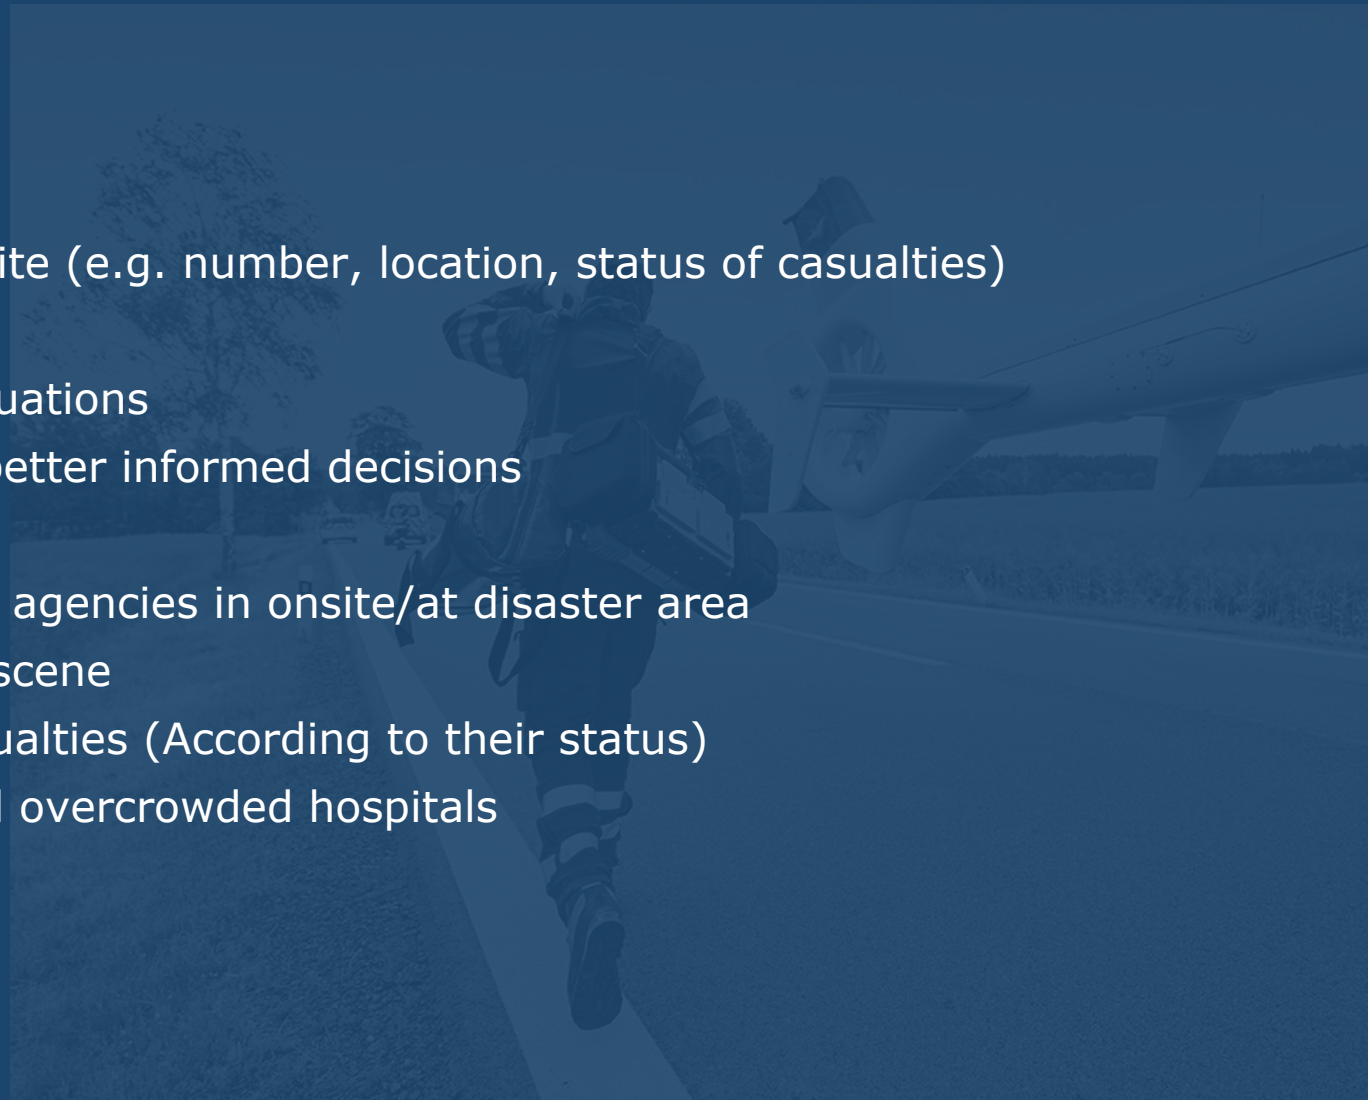 ite (e.g. number, location, status of casualties)
uations
better informed decisions
agencies in onsite/at disaster area
scene
ualties (According to their status)
overcrowded hospitals